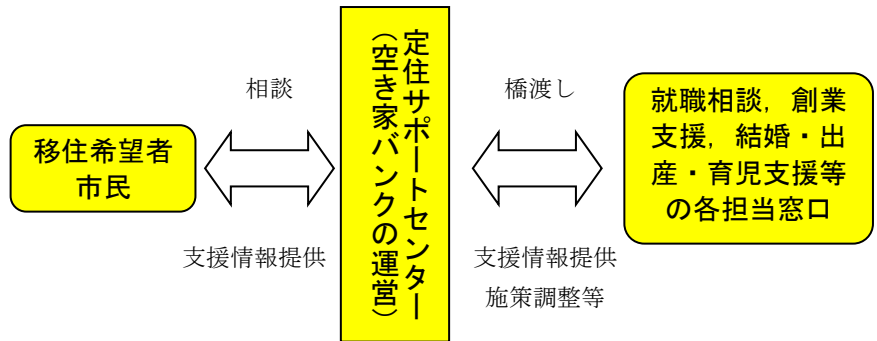 移住希望者
市民
相談
支援情報提供
定住サポートセンター
（空き家バンクの運営）
橋渡し
支援情報提供
施策調整等
就職相談，創業
支援，結婚・出
産・育児支援等
の各担当窓口